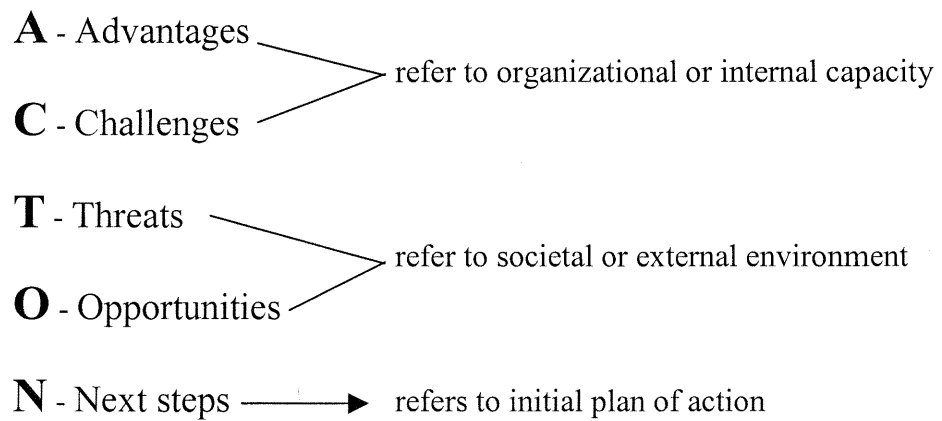 A - Advantages
refer to organizational or internal capacity
C - Challenges
T - Threats
refer to societal or external environment
O - Opportunities
N - Next steps
refers to initial plan of action